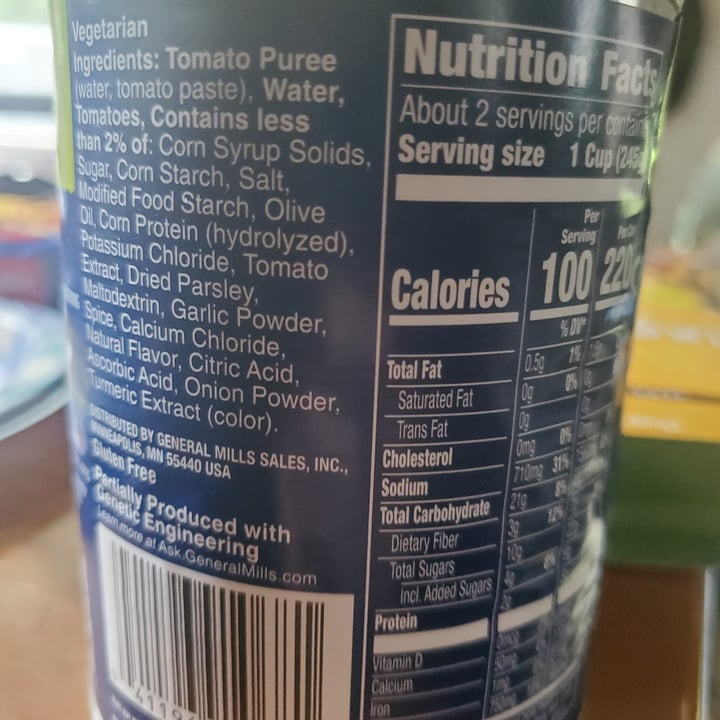 Vegetarian
Ingredients: Tomato Puree
(water, tomato paste), Water,
Tomatoes, Contains less
than 2% of: Corn Syrup Solids,
Sugar, Corn Starch, Salt,
Modified Food Starch, Olive
Oil, Corn Protein (hydrolyzed),
Potassium Chloride, Tomato
Extract, Dried Parsley,
Maltodextrin, Garlic Powder,
Spice, Calcium Chloride,
Natural Flavor, Citric Acid,
Ascorbic Acid, Onion Powder,
Turmeric Extract (color).
DISTRIBUTED BY GENERAL MILLS SALES, INC.,
MINNEAPOLIS, MN 55440 USA
Gluten Free
Partially Produced with
Genetic Engineering
Learn more at Ask.GeneralMills.com
Nutrition Facts
About 2 servings per
Serving size 1 Cup (245
Per
Serving
Calories 100 220
% DV*
Total Fat 0.5g 1%
Saturated Fat 0g 0%
Trans Fat 0g
Cholesterol 0mg 0%
Sodium 710mg 31%
Total Carbohydrate 21g 8%
Dietary Fiber 3g 12%
Total Sugars 10g
Incl. Added Sugars 4g 8%
Protein 2g
Vitamin D 0mcg
Calcium 50mg
Iron 1mg
750mg